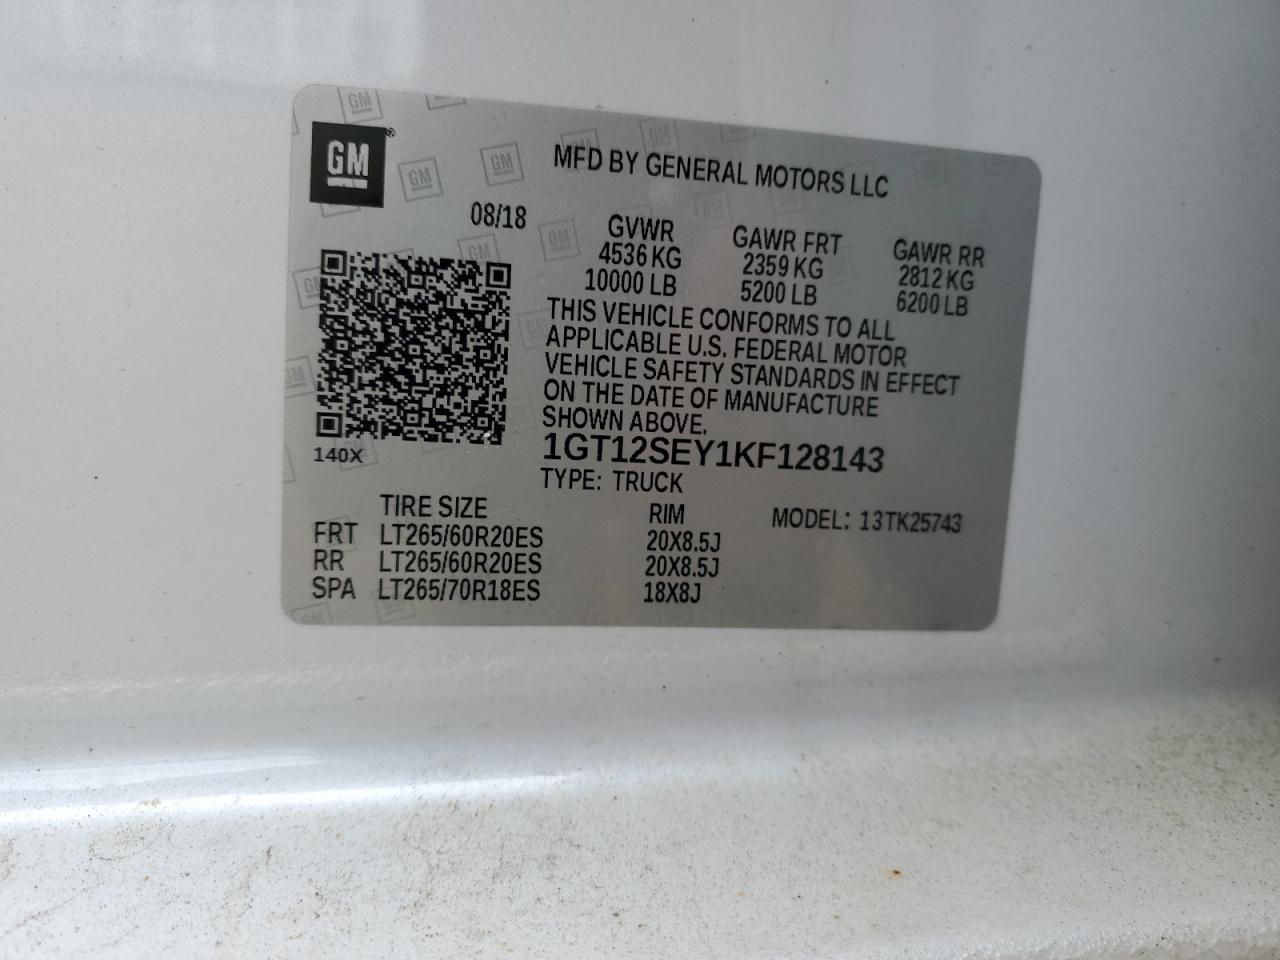 GM®
MFD BY GENERAL MOTORS LLC
08/18
GVWR GAWR FRT GAWR RR
4536 KG 2359 KG 2812 KG
10000 LB 5200 LB 6200 LB
THIS VEHICLE CONFORMS TO ALL
APPLICABLE U.S. FEDERAL MOTOR
VEHICLE SAFETY STANDARDS IN EFFECT
ON THE DATE OF MANUFACTURE
SHOWN ABOVE.
1GT12SEY1KF128143
140X
TYPE: TRUCK
TIRE SIZE RIM MODEL: 13TK25743
FRT LT265/60R20ES 20X8.5J
RR LT265/60R20ES 20X8.5J
SPA LT265/70R18ES 18X8J